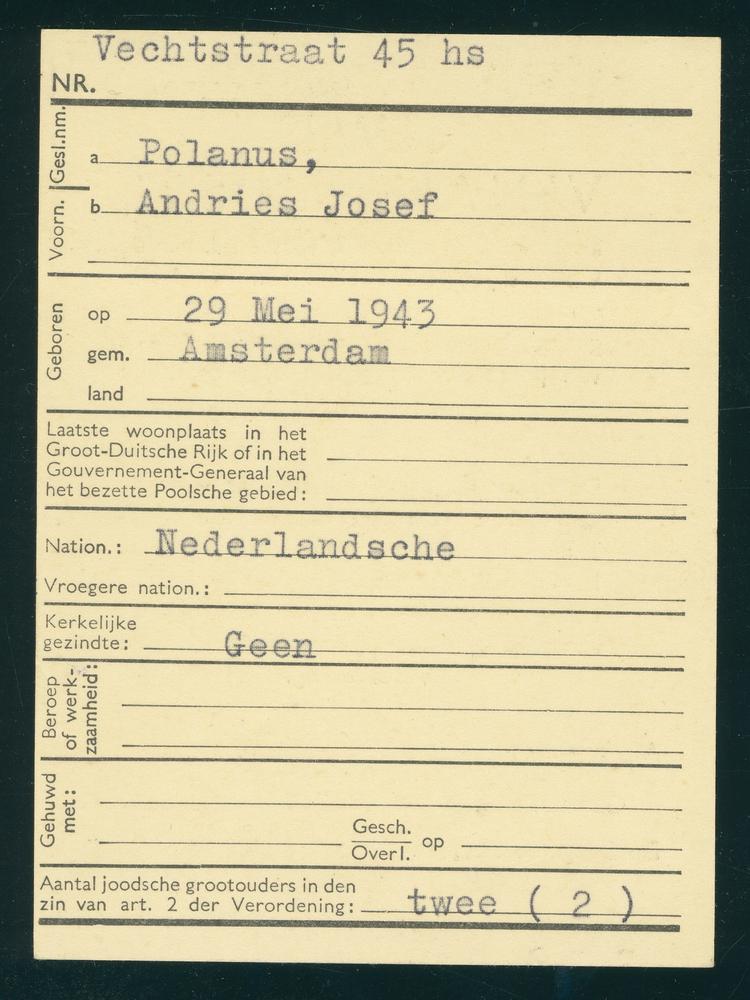 Vechtstraat 45 hs
NR.
Gesl.nm. a Polanus,
Voorn. b Andries Josef
Geboren op 29 Mei 1943
gem. Amsterdam
land
Laatste woonplaats in het
Groot-Duitsche Rijk of in het
Gouvernement-Generaal van
het bezette Poolsche gebied:
Nation.: Nederlandsche
Vroegere nation.:
Kerkelijke
gezindte: Geen
Beroep
of werk-
zaamheid:
Gehuwd
met:
Gesch.
Overl. op
Aantal joodsche grootouders in den
zin van art. 2 der Verordening: twee ( 2 )